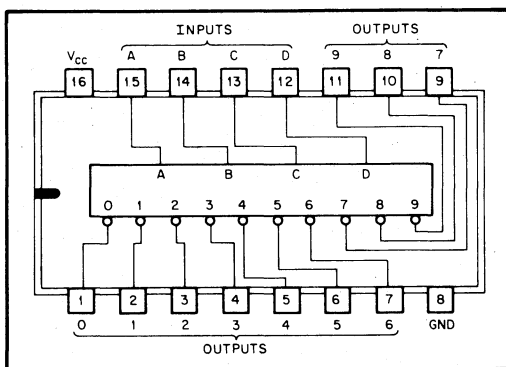 INPUTS OUTPUTS
VCC A B C D 9 8 7
16 15 14 13 12 11 10 9
A B C D
0 1 2 3 4 5 6 7 8 9
1 2 3 4 5 6 7 8
0 1 2 3 4 5 6 GND
OUTPUTS